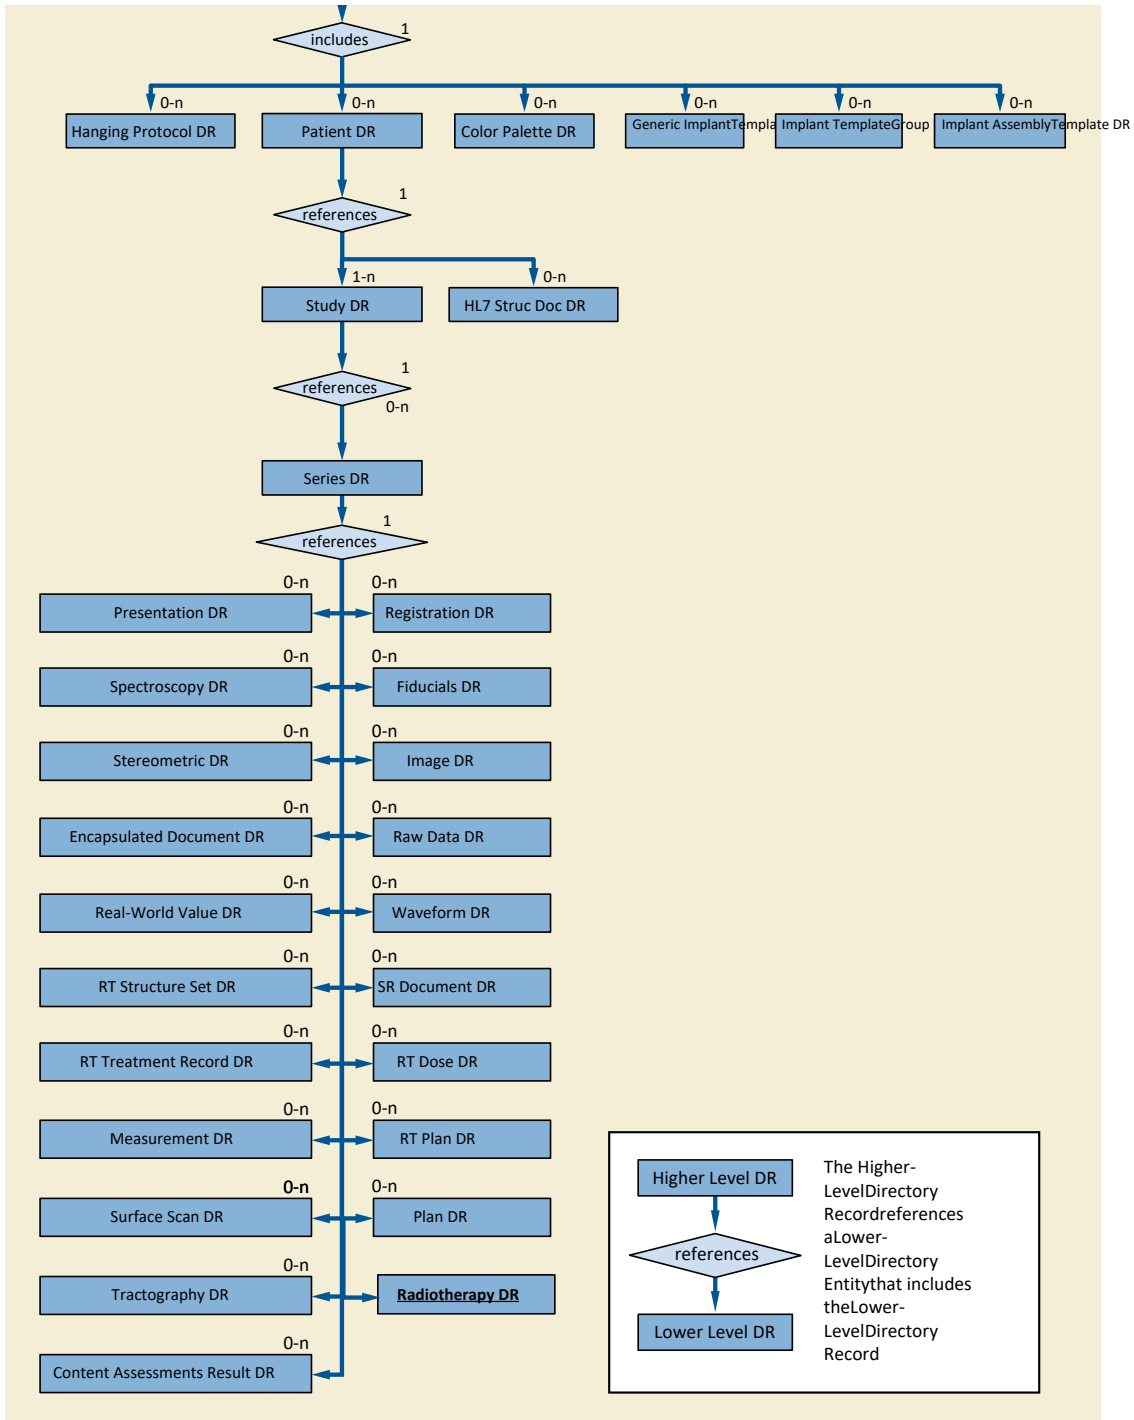 includes
1
0-n
0-n
0-n
0-n
0-n
0-n
Hanging Protocol DR
Patient DR
Color Palette DR
Generic ImplantTempla
Implant TemplateGroup
Implant AssemblyTemplate DR
1
references
1-n
0-n
Study DR
HL7 Struc Doc DR
1
references
0-n
Series DR
1
references
0-n
0-n
Presentation DR
Registration DR
0-n
0-n
Spectroscopy DR
Fiducials DR
0-n
0-n
Stereometric DR
Image DR
0-n
0-n
Encapsulated Document DR
Raw Data DR
0-n
0-n
Real-World Value DR
Waveform DR
0-n
0-n
RT Structure Set DR
SR Document DR
0-n
0-n
RT Treatment Record DR
RT Dose DR
0-n
0-n
Measurement DR
RT Plan DR
0-n
0-n
Surface Scan DR
Plan DR
0-n
Tractography DR
Radiotherapy DR
0-n
Content Assessments Result DR
Higher Level DR
references
Lower Level DR
The Higher-
LevelDirectory
Recordreferences
aLower-
LevelDirectory
Entitythat includes
theLower-
LevelDirectory
Record